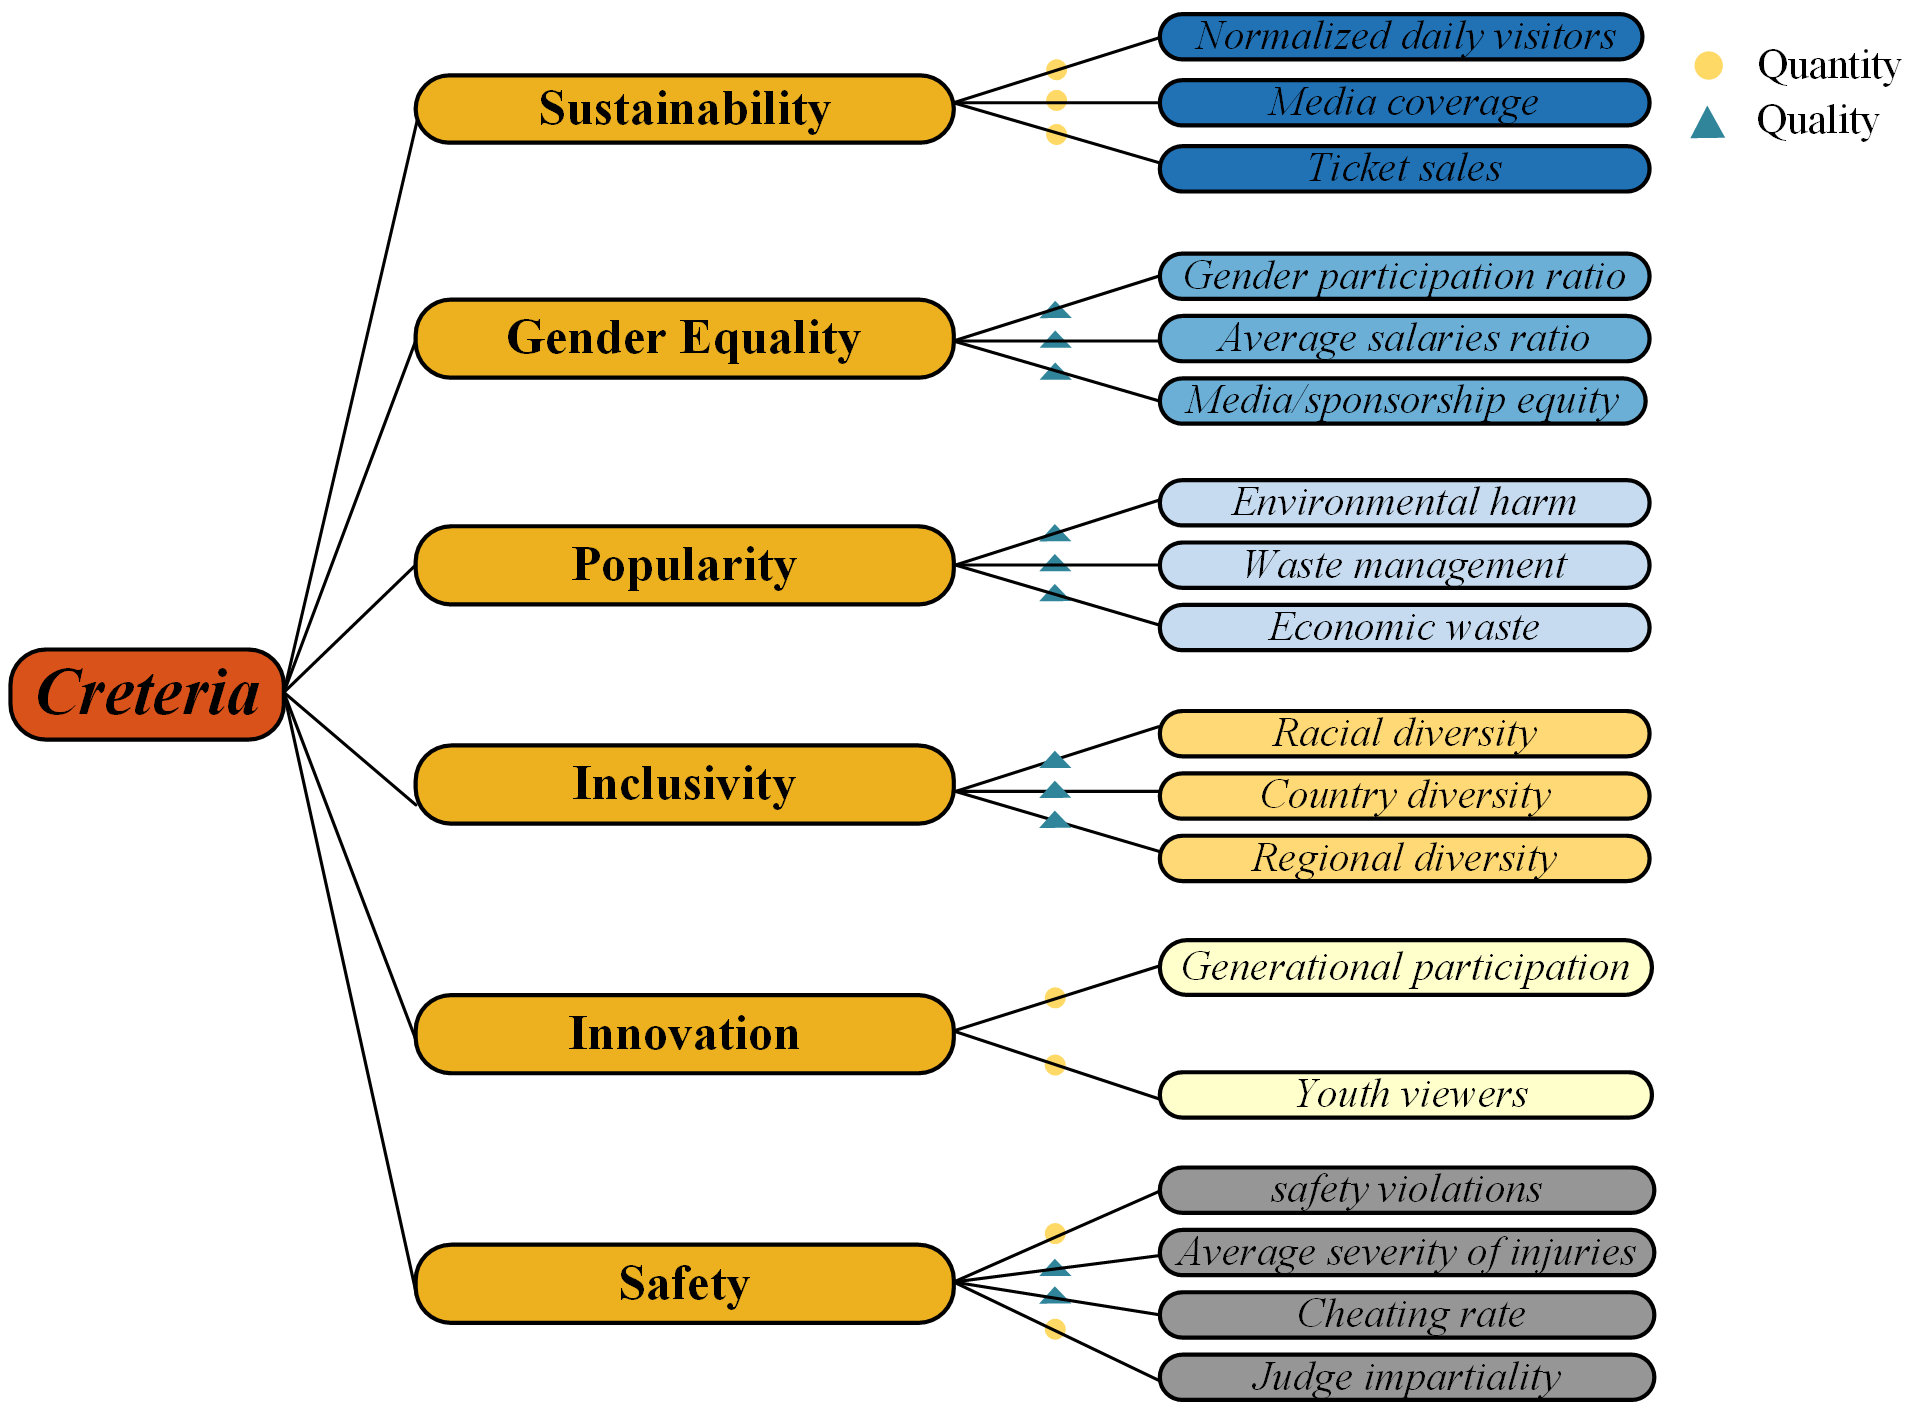 Normalized daily visitors
Quantity
Sustainability
Media coverage
Quality
Ticket sales
Gender participation ratio
Gender Equality
Average salaries ratio
Media/sponsorship equity
Environmental harm
Popularity
Waste management
Economic waste
Creteria
Racial diversity
Inclusivity
Country diversity
Regional diversity
Generational participation
Innovation
Youth viewers
safety violations
Average severity of injuries
Safety
Cheating rate
Judge impartiality